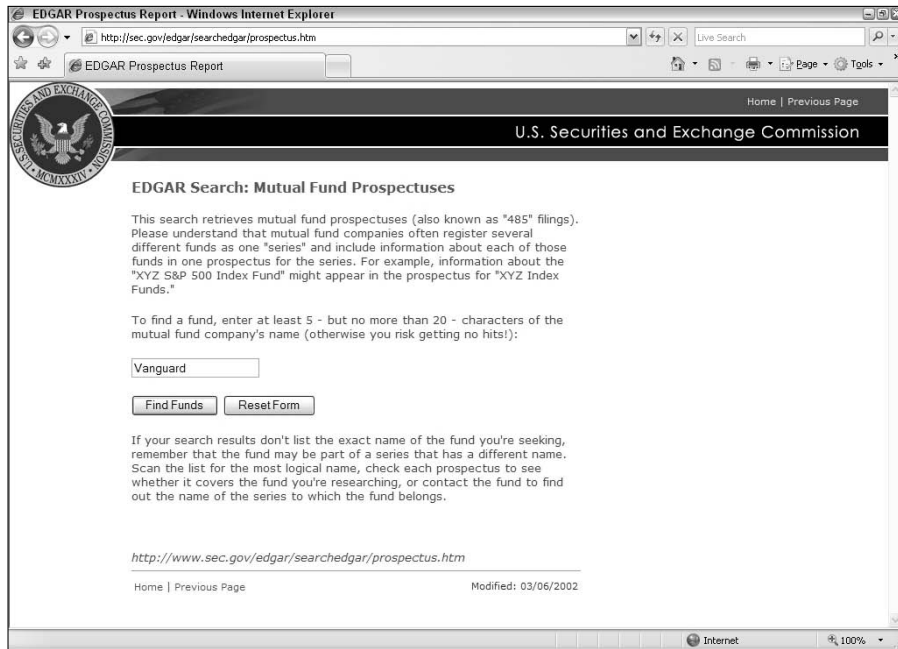 EDGAR Prospectus Report - Windows Internet Explorer
http://sec.gov/edgar/searchedgar/prospectus.htm
Live Search
EDGAR Prospectus Report
Page
Tools
Home | Previous Page
U.S. SECURITIES AND EXCHANGE COMMISSION
MCMXXXIV
U.S. Securities and Exchange Commission
EDGAR Search: Mutual Fund Prospectuses
This search retrieves mutual fund prospectuses (also known as "485" filings).
Please understand that mutual fund companies often register several
different funds as one "series" and include information about each of those
funds in one prospectus for the series. For example, information about the
"XYZ S&P 500 Index Fund" might appear in the prospectus for "XYZ Index
Funds."
To find a fund, enter at least 5 - but no more than 20 - characters of the
mutual fund company's name (otherwise you risk getting no hits!):
Vanguard
Find Funds
Reset Form
If your search results don't list the exact name of the fund you're seeking,
remember that the fund may be part of a series that has a different name.
Scan the list for the most logical name, check each prospectus to see
whether it covers the fund you're researching, or contact the fund to find
out the name of the series to which the fund belongs.
http://www.sec.gov/edgar/searchedgar/prospectus.htm
Home | Previous Page
Modified: 03/06/2002
Internet
100%